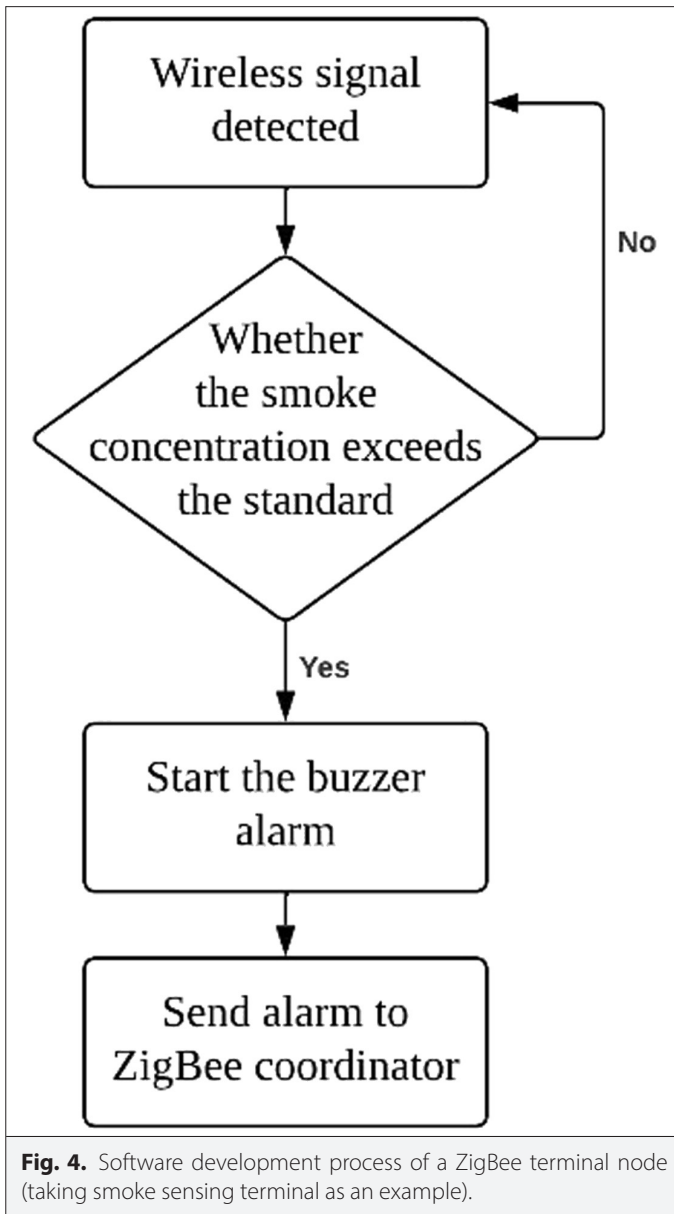 Wireless signal
detected
No
Whether
the smoke
concentration exceeds
the standard
Yes
Start the buzzer
alarm
Send alarm to
ZigBee coordinator
Fig. 4. Software development process of a ZigBee terminal node
(taking smoke sensing terminal as an example).